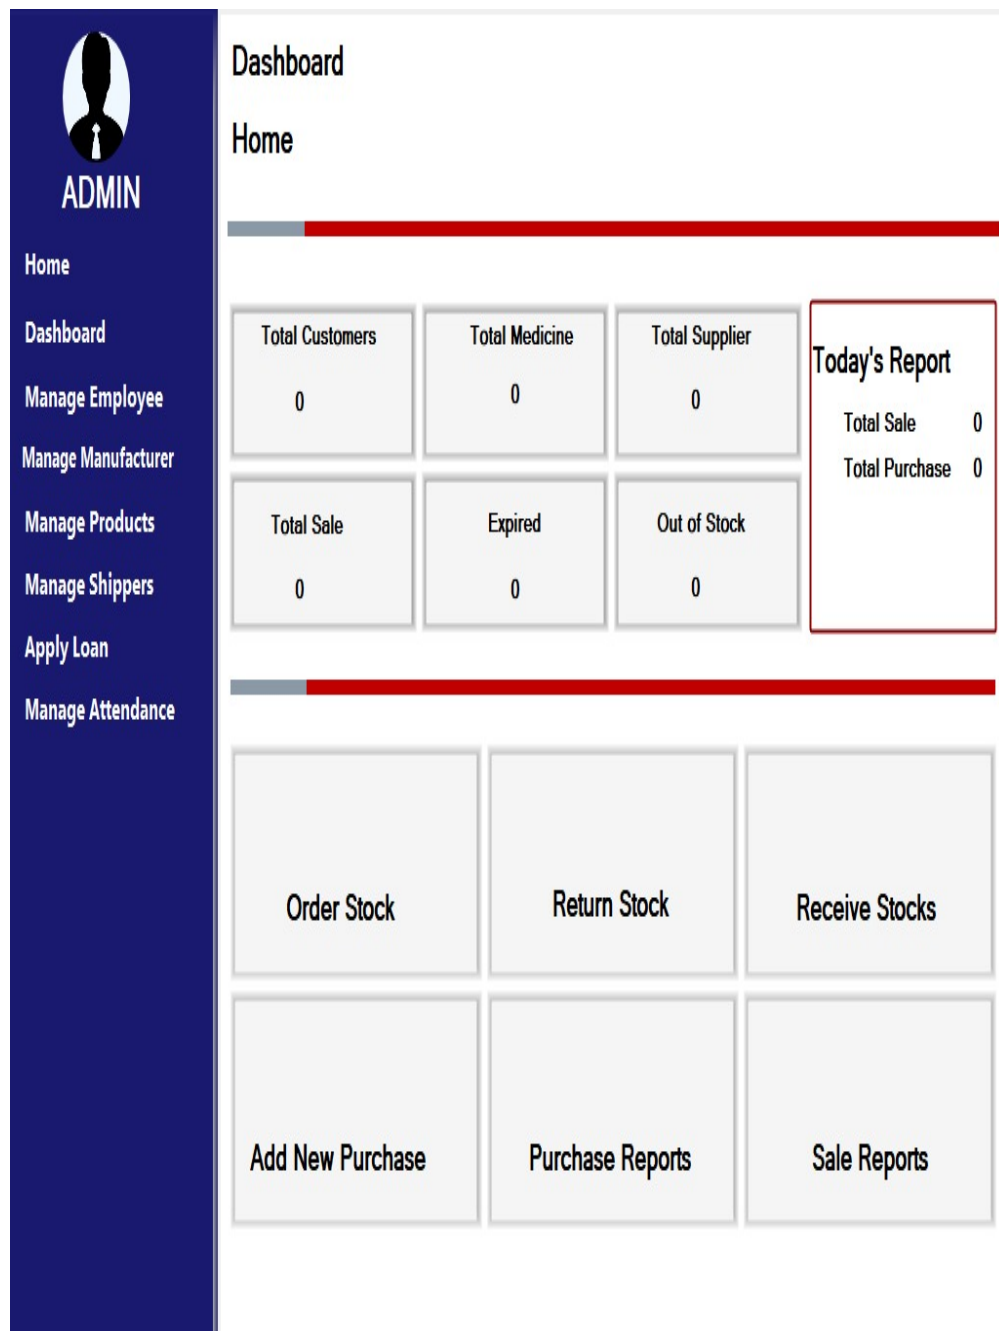 ADMIN
Home
Dashboard
Manage Employee
Manage Manufacturer
Manage Products
Manage Shippers
Apply Loan
Manage Attendance
Dashboard
Home
Total Customers
0
Total Medicine
0
Total Supplier
0
Total Sale
0
Expired
0
Out of Stock
0
Today's Report
Total Sale 0
Total Purchase 0
Order Stock
Return Stock
Receive Stocks
Add New Purchase
Purchase Reports
Sale Reports